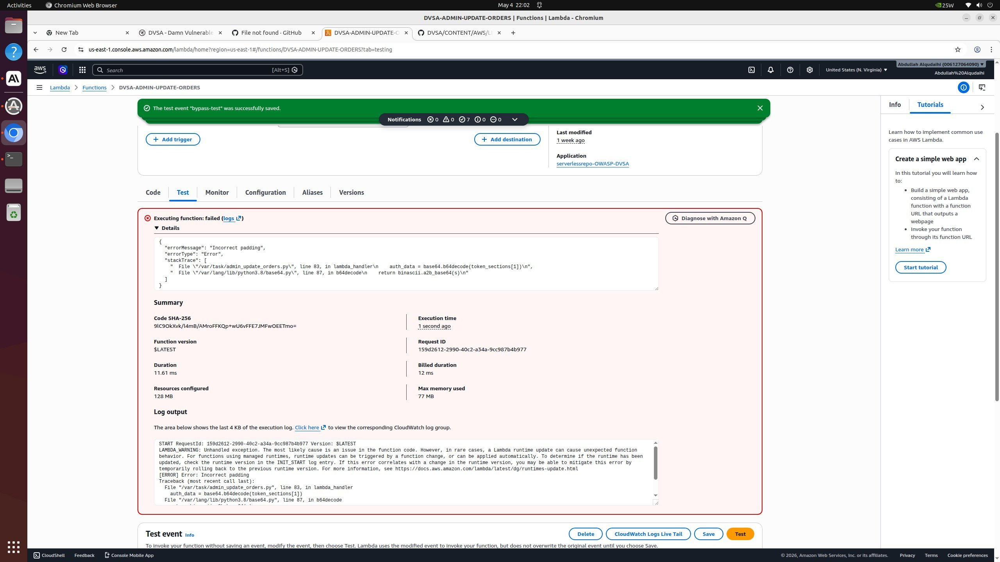 Activities
Chromium Web Browser
May 4 22:02
25W
DVSA-ADMIN-UPDATE-ORDERS | Functions | Lambda - Chromium
New Tab
DVSA - Damn Vulnerable
File not found · GitHub
DVSA-ADMIN-UPDATE-O
DVSA/CONTENT/AWS/LE
us-east-1.console.aws.amazon.com/lambda/home?region=us-east-1#/functions/DVSA-ADMIN-UPDATE-ORDERS?tab=testing
aws
Search
[Alt+S]
United States (N. Virginia)
Abdullah Alqudaihi (006127064090)
Abdullah%20Alqudaihi
Lambda
Functions
DVSA-ADMIN-UPDATE-ORDERS
The test event "bypass-test" was successfully saved.
Notifications 0 0 7 0 0
Add trigger
Add destination
Last modified
1 week ago
Application
serverlessrepo-OWASP-DVSA
Code
Test
Monitor
Configuration
Aliases
Versions
Executing function: failed (logs)
Diagnose with Amazon Q
Details
{
"errorMessage": "Incorrect padding",
"errorType": "Error",
"stackTrace": [
"  File \"/var/task/admin_update_orders.py\", line 83, in lambda_handler\n    auth_data = base64.b64decode(token_sections[1])\n",
"  File \"/var/lang/lib/python3.8/base64.py\", line 87, in b64decode\n    return binascii.a2b_base64(s)\n"
]
}
Summary
Code SHA-256
9lC9OkXvk/l4mB/AMroFFKQp+wU6vFFE7JMFwOEETmo=
Execution time
1 second ago
Function version
$LATEST
Request ID
159d2612-2990-40c2-a34a-9cc987b4b977
Duration
11.61 ms
Billed duration
12 ms
Resources configured
128 MB
Max memory used
77 MB
Log output
The area below shows the last 4 KB of the execution log. Click here to view the corresponding CloudWatch log group.
START RequestId: 159d2612-2990-40c2-a34a-9cc987b4b977 Version: $LATEST
LAMBDA_WARNING: Unhandled exception. The most likely cause is an issue in the function code. However, in rare cases, a Lambda runtime update can cause unexpected function
behavior. For functions using managed runtimes, runtime updates can be triggered by a function change, or can be applied automatically. To determine if the runtime has been
updated, check the runtime version in the INIT_START log entry. If this error correlates with a change in the runtime version, you may be able to mitigate this error by
temporarily rolling back to the previous runtime version. For more information, see https://docs.aws.amazon.com/lambda/latest/dg/runtimes-update.html
[ERROR] Error: Incorrect padding
Traceback (most recent call last):
File "/var/task/admin_update_orders.py", line 83, in lambda_handler
auth_data = base64.b64decode(token_sections[1])
File "/var/lang/lib/python3.8/base64.py", line 87, in b64decode
Test event Info
Delete
CloudWatch Logs Live Tail
Save
Test
To invoke your function without saving an event, modify the event, then choose Test. Lambda uses the modified event to invoke your function, but does not overwrite the original event until you choose Save.
Info
Tutorials
Learn how to implement common use
cases in AWS Lambda.
Create a simple web app
In this tutorial you will learn how
to:
Build a simple web app,
consisting of a Lambda
function with a function
URL that outputs a
webpage
Invoke your function
through its function URL
Learn more
Start tutorial
CloudShell
Feedback
Console Mobile App
© 2026, Amazon Web Services, Inc. or its affiliates.
Privacy
Terms
Cookie preferences